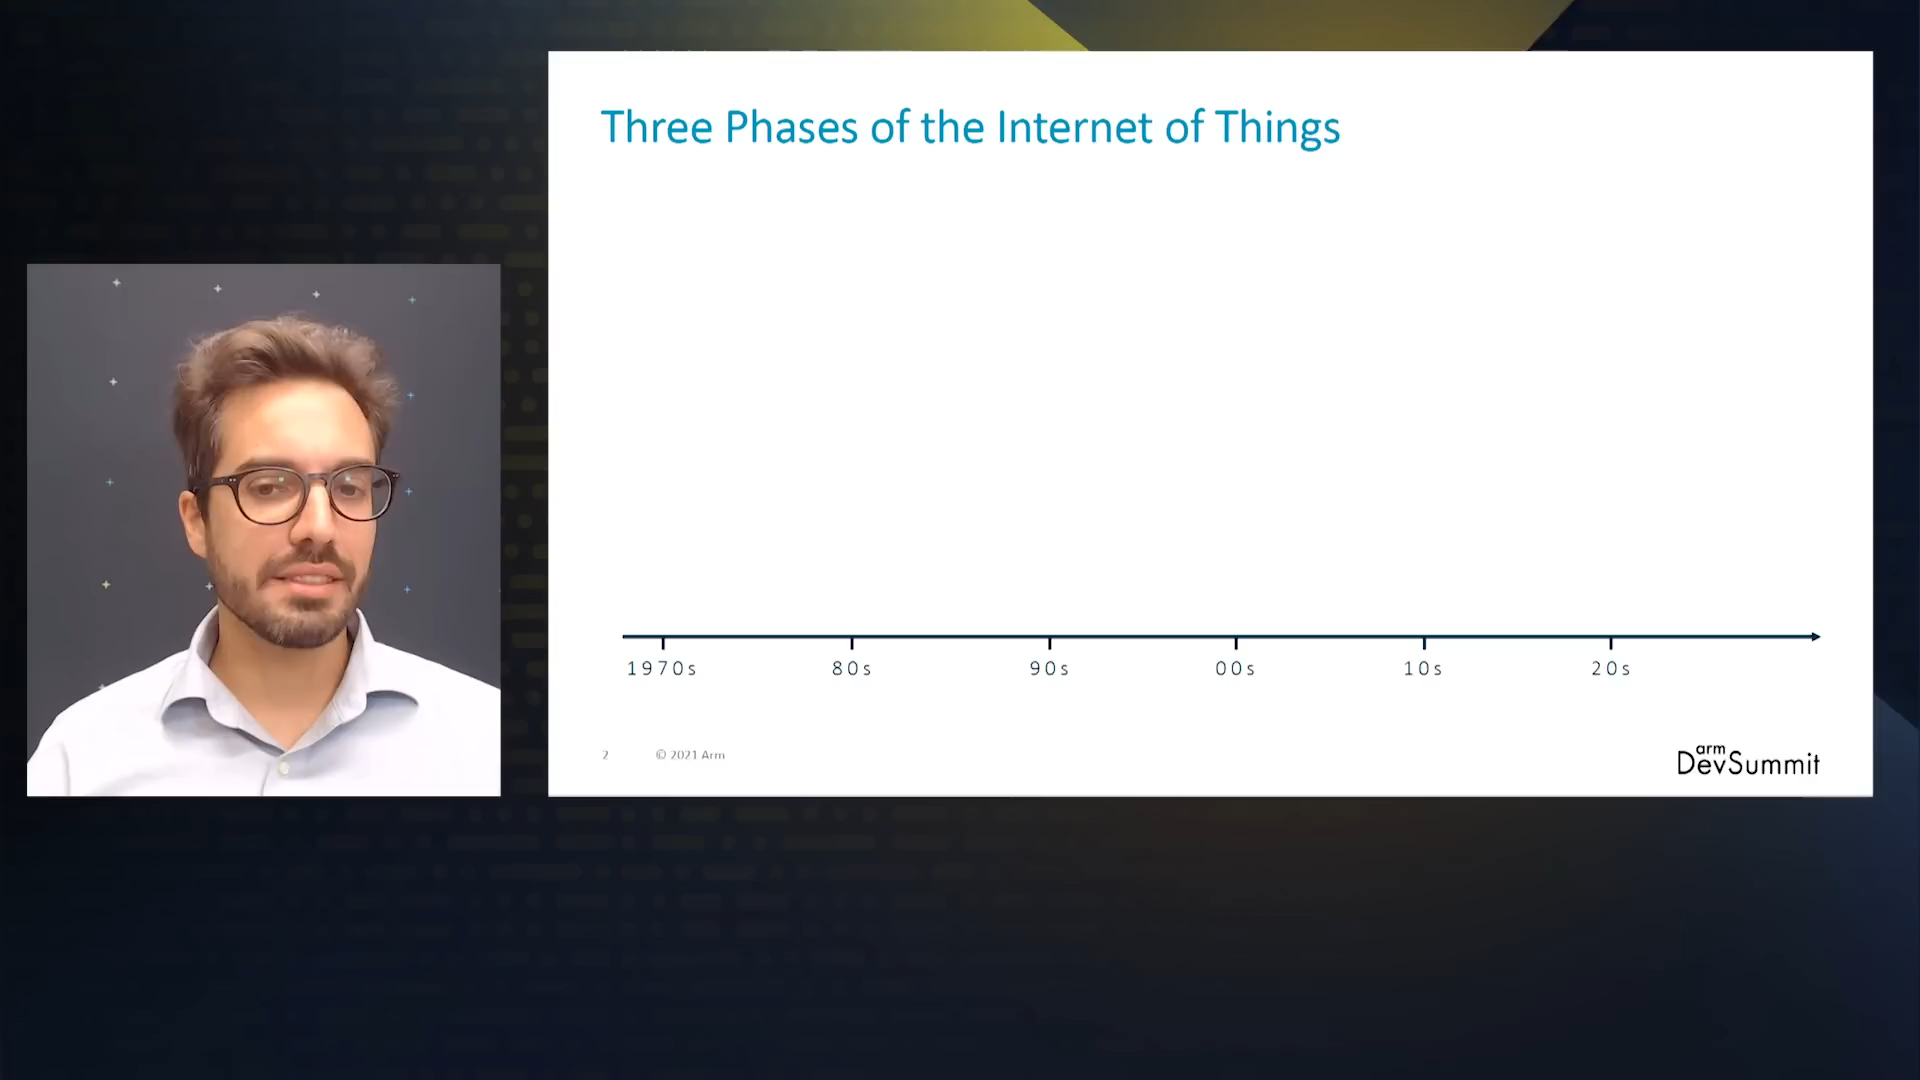 Three Phases of the Internet of Things
1970s 80s 90s 00s 10s 20s
2 © 2021 Arm
arm
DevSummit